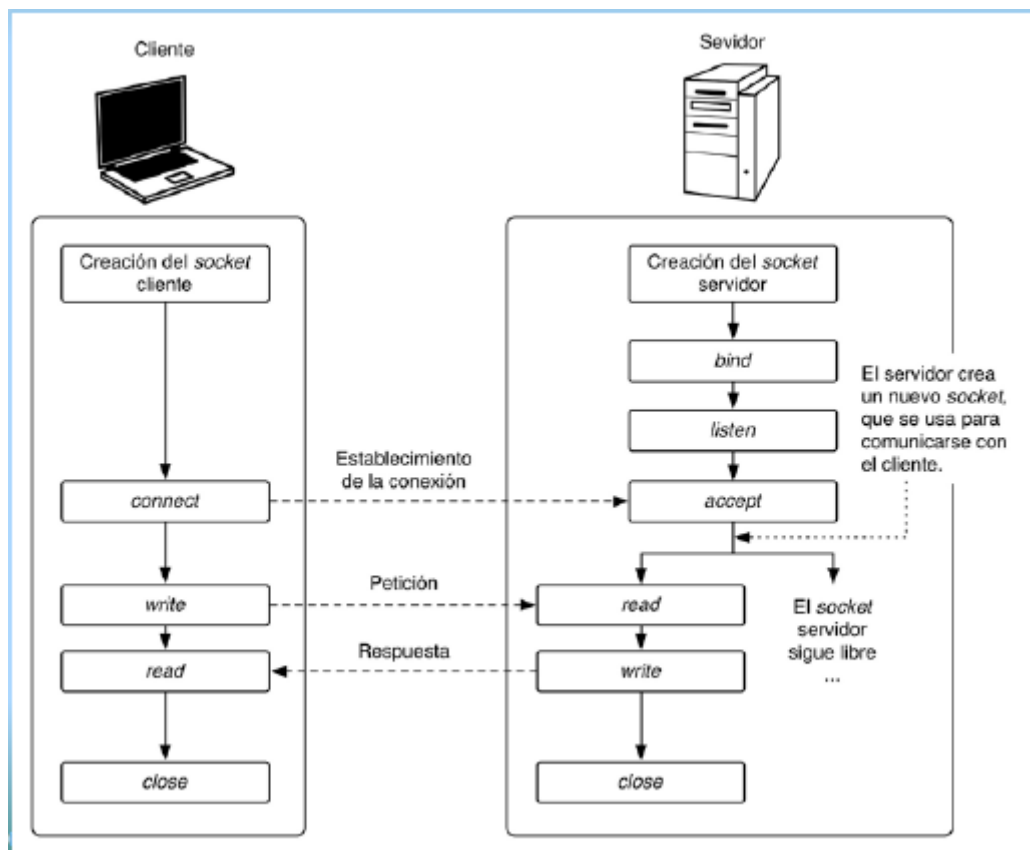 Cliente
Sevidor
Creación del socket
cliente
Creación del socket
servidor
bind
El servidor crea
un nuevo socket,
que se usa para
comunicarse con
el cliente.
listen
Establecimiento
de la conexión
connect
accept
Petición
write
read
El socket
servidor
sigue libre
...
Respuesta
read
write
close
close